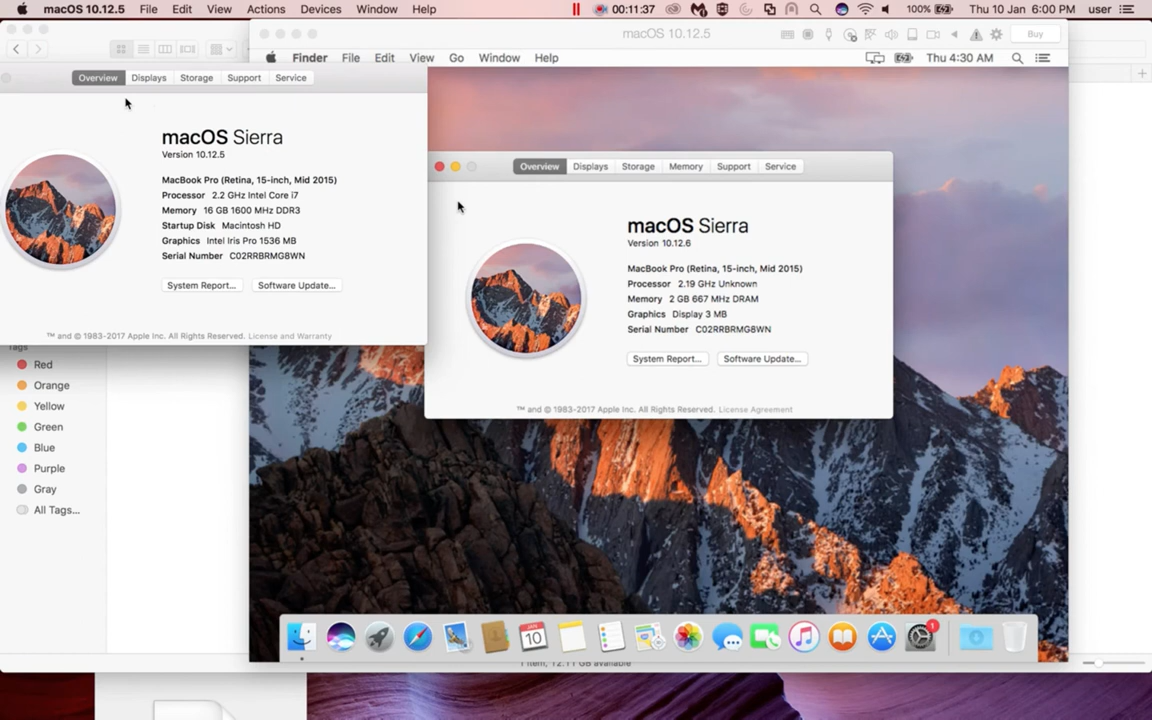 macOS 10.12.5 File Edit View Actions Devices Window Help 00:11:37 100% Thu 10 Jan 6:00 PM user
macOS 10.12.5 Buy
Finder File Edit View Go Window Help Thu 4:30 AM
Overview Displays Storage Support Service
macOS Sierra
Version 10.12.5
MacBook Pro (Retina, 15-inch, Mid 2015)
Processor 2.2 GHz Intel Core i7
Memory 16 GB 1600 MHz DDR3
Startup Disk Macintosh HD
Graphics Intel Iris Pro 1536 MB
Serial Number C02RRBRMG8WN
System Report... Software Update...
™ and © 1983-2017 Apple Inc. All Rights Reserved. License and Warranty
Overview Displays Storage Memory Support Service
macOS Sierra
Version 10.12.6
MacBook Pro (Retina, 15-inch, Mid 2015)
Processor 2.19 GHz Unknown
Memory 2 GB 667 MHz DRAM
Graphics Display 3 MB
Serial Number C02RRBRMG8WN
System Report... Software Update...
™ and © 1983-2017 Apple Inc. All Rights Reserved. License Agreement
Tags
Red
Orange
Yellow
Green
Blue
Purple
Gray
All Tags...
JAN
10
1
1 item, 12.11 GB available